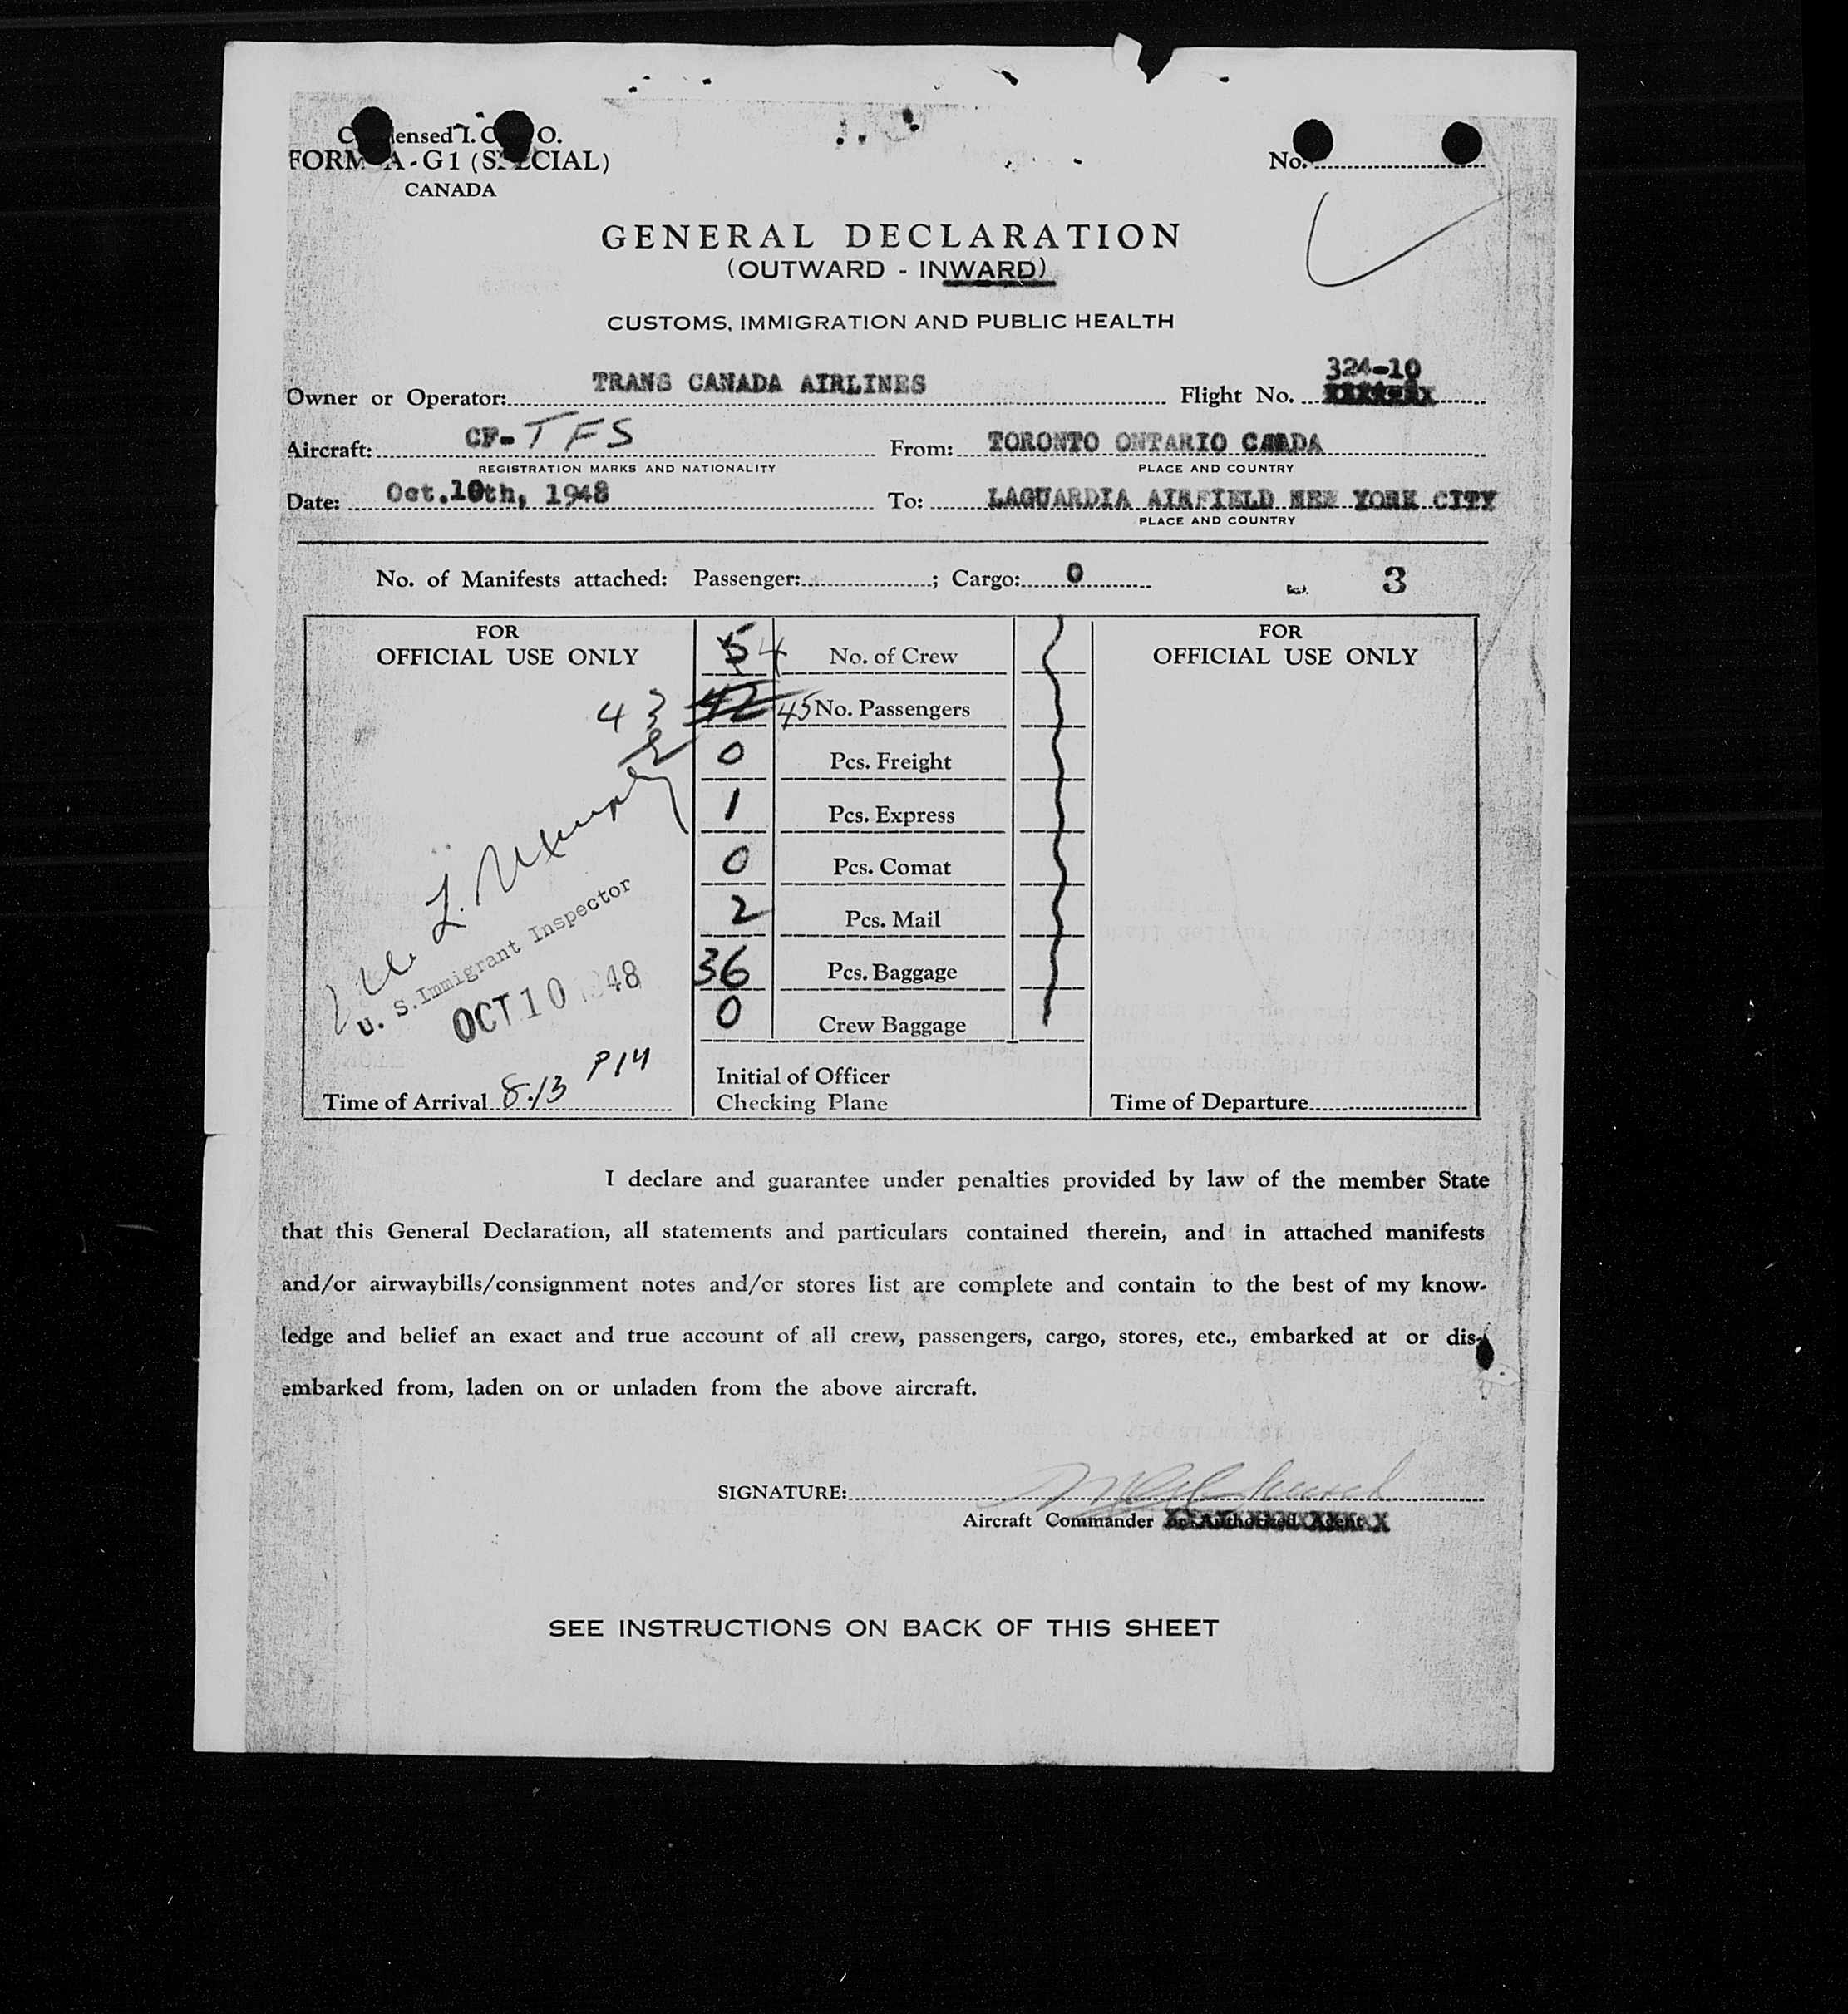 Condensed I. C. O.
FORM A-G1 (SPECIAL)
CANADA
No.
GENERAL DECLARATION
(OUTWARD - INWARD)
CUSTOMS, IMMIGRATION AND PUBLIC HEALTH
324-10
Owner or Operator: TRANS CANADA AIRLINES Flight No.
Aircraft: CF-TFS From: TORONTO ONTARIO CANADA
REGISTRATION MARKS AND NATIONALITY PLACE AND COUNTRY
Date: Oct.10th, 1948 To: LAGUARDIA AIRFIELD NEW YORK CITY
PLACE AND COUNTRY
No. of Manifests attached: Passenger: ; Cargo: 0 3
FOR
OFFICIAL USE ONLY
5 4 No. of Crew
FOR
OFFICIAL USE ONLY
43 42 45 No. Passengers
2
0 Pcs. Freight
1 Pcs. Express
0 Pcs. Comat
2 Pcs. Mail
36 Pcs. Baggage
0 Crew Baggage
U. S. Immigrant Inspector
OCT 10 1948
Time of Arrival 8.13 PM
Initial of Officer
Checking Plane
Time of Departure
I declare and guarantee under penalties provided by law of the member State
that this General Declaration, all statements and particulars contained therein, and in attached manifests
and/or airwaybills/consignment notes and/or stores list are complete and contain to the best of my know-
ledge and belief an exact and true account of all crew, passengers, cargo, stores, etc., embarked at or dis-
embarked from, laden on or unladen from the above aircraft.
SIGNATURE:
Aircraft Commander or Authorized Agent
SEE INSTRUCTIONS ON BACK OF THIS SHEET